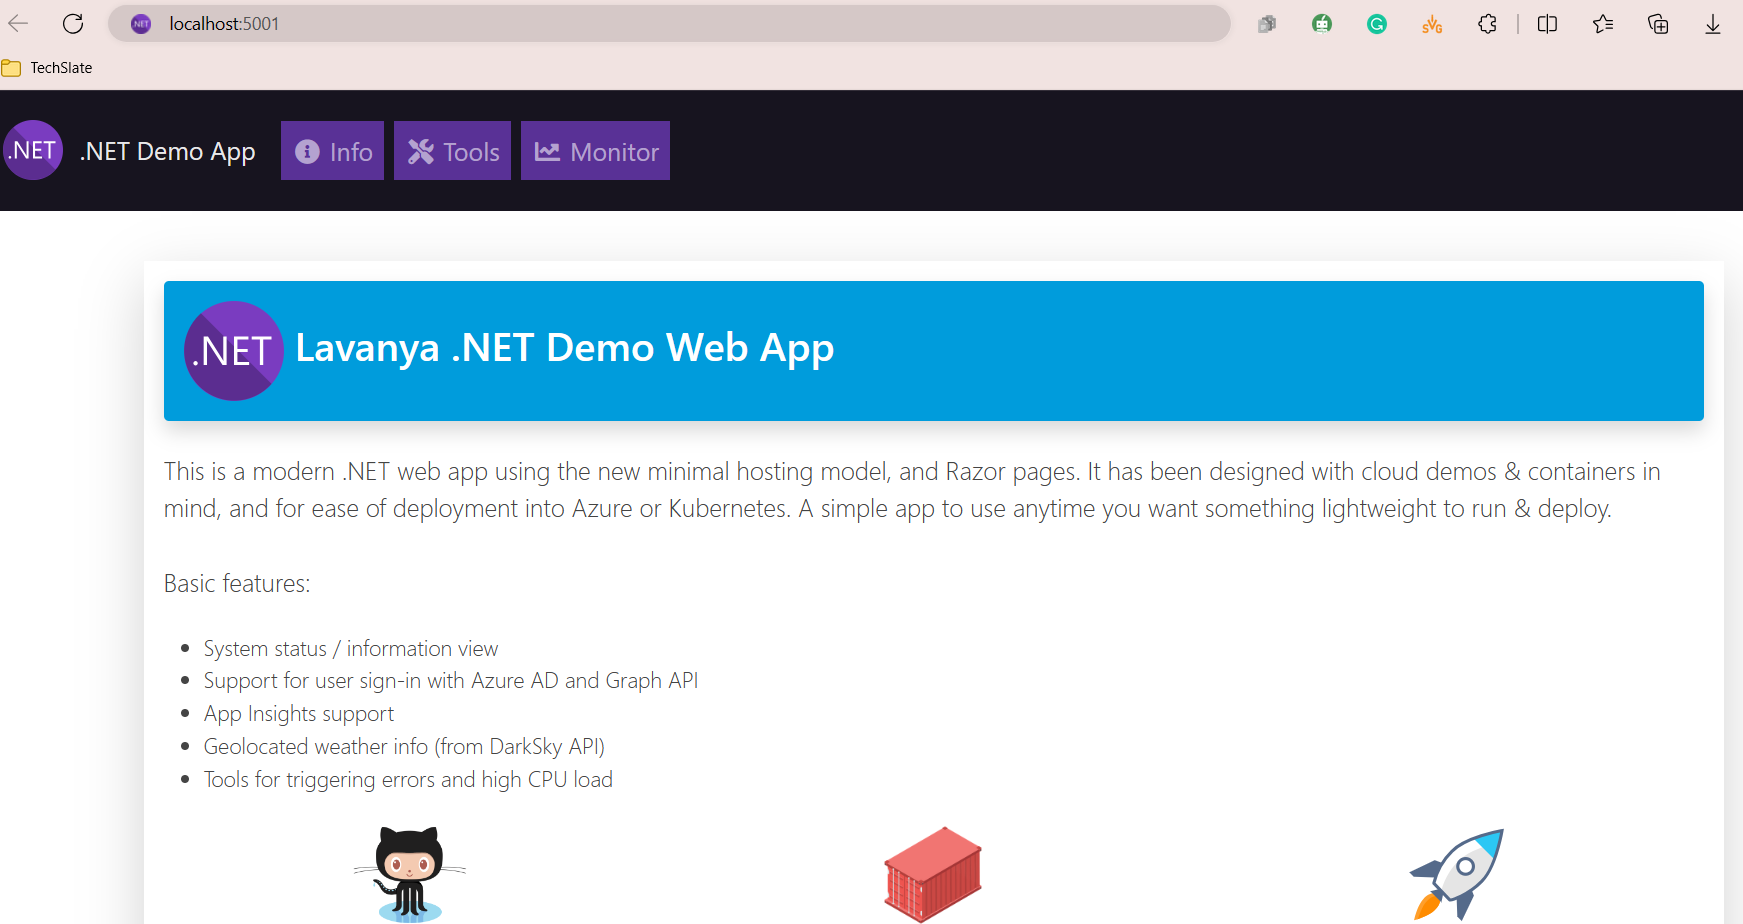 NET localhost:5001
TechSlate
.NET .NET Demo App Info Tools Monitor
.NET Lavanya .NET Demo Web App
This is a modern .NET web app using the new minimal hosting model, and Razor pages. It has been designed with cloud demos & containers in
mind, and for ease of deployment into Azure or Kubernetes. A simple app to use anytime you want something lightweight to run & deploy.
Basic features:
System status / information view
Support for user sign-in with Azure AD and Graph API
App Insights support
Geolocated weather info (from DarkSky API)
Tools for triggering errors and high CPU load